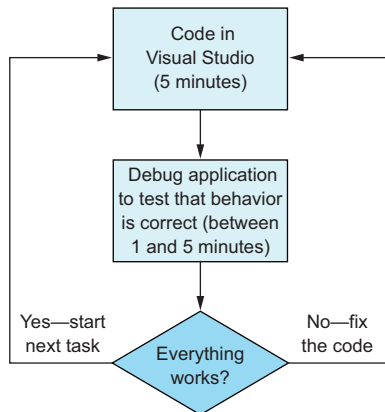 Code in
Visual Studio
(5 minutes)
Debug application
to test that behavior
is correct (between
1 and 5 minutes)
Yes—start
next task
Everything
works?
No—fix
the code